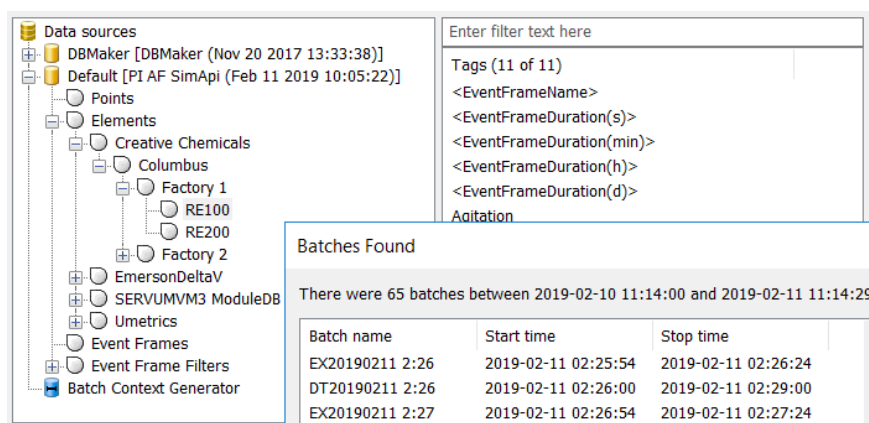 Data sources
DBMaker [DBMaker (Nov 20 2017 13:33:38)]
Default [PI AF SimApi (Feb 11 2019 10:05:22)]
Points
Elements
Creative Chemicals
Columbus
Factory 1
RE100
RE200
Factory 2
EmersonDeltaV
SERVUMVM3 ModuleDB
Umetrics
Event Frames
Event Frame Filters
Batch Context Generator
Enter filter text here
Tags (11 of 11)
<EventFrameName>
<EventFrameDuration(s)>
<EventFrameDuration(min)>
<EventFrameDuration(h)>
<EventFrameDuration(d)>
Agitation
Batches Found
There were 65 batches between 2019-02-10 11:14:00 and 2019-02-11 11:14:29
Batch name Start time Stop time
EX20190211 2:26 2019-02-11 02:25:54 2019-02-11 02:26:24
DT20190211 2:26 2019-02-11 02:26:00 2019-02-11 02:29:00
EX20190211 2:27 2019-02-11 02:26:54 2019-02-11 02:27:24